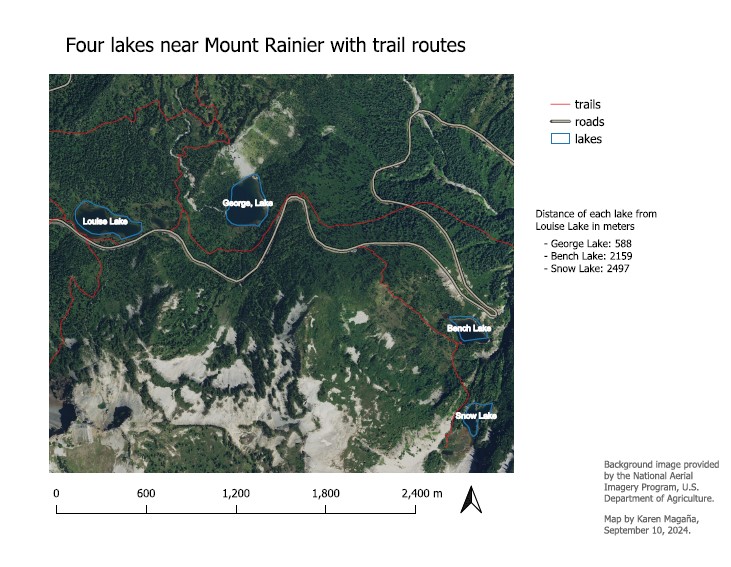 Four lakes near Mount Rainier with trail routes
trails
roads
lakes
Louise Lake
George, Lake
Distance of each lake from
Louise Lake in meters
- George Lake: 588
- Bench Lake: 2159
- Snow Lake: 2497
Bench Lake
Snow Lake
Background image provided
by the National Aerial
Imagery Program, U.S.
Department of Agriculture.
Map by Karen Magaña,
September 10, 2024.
0 600 1,200 1,800 2,400 m